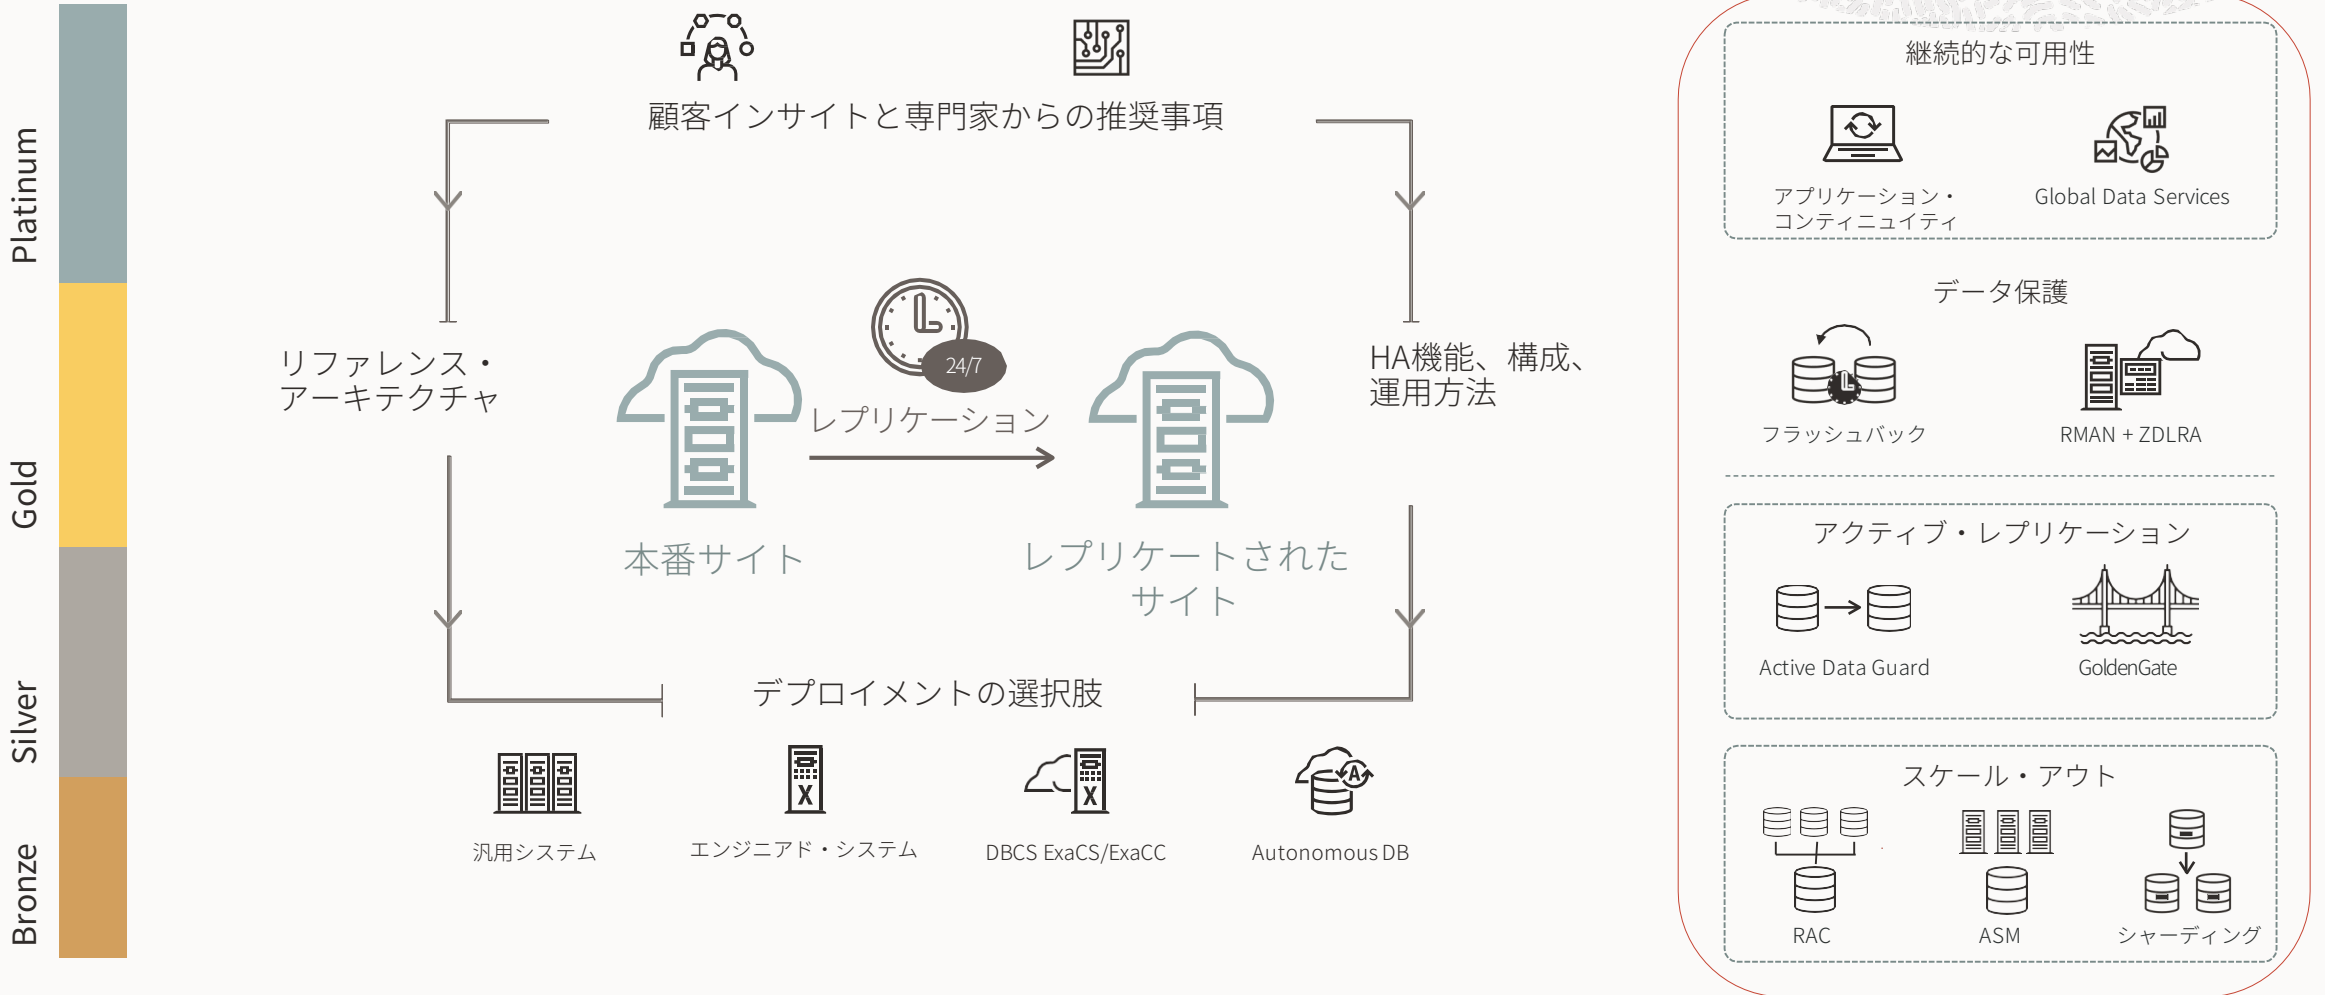 Platinum
Gold
Silver
Bronze
顧客インサイトと専門家からの推奨事項
リファレンス・
アーキテクチャ
24/7
レプリケーション
本番サイト
レプリケートされた
サイト
HA機能、構成、
運用方法
デプロイメントの選択肢
汎用システム
エンジニアド・システム
X
DBCS ExaCS/ExaCC
X
Autonomous DB
A
継続的な可用性
アプリケーション・
コンティニュイティ
Global Data Services
データ保護
フラッシュバック
RMAN + ZDLRA
アクティブ・レプリケーション
Active Data Guard
GoldenGate
スケール・アウト
RAC
ASM
シャーディング